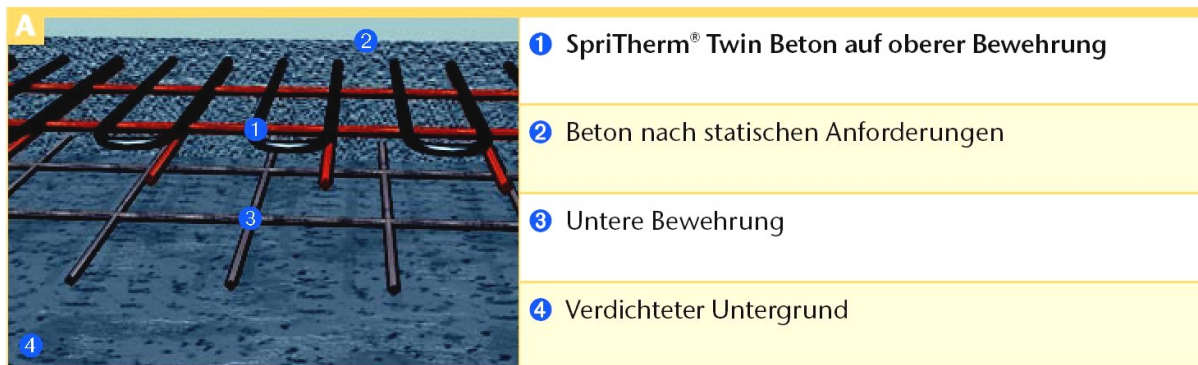 A
2
1
3
4
❶ SpriTherm® Twin Beton auf oberer Bewehrung
❷ Beton nach statischen Anforderungen
❸ Untere Bewehrung
❹ Verdichteter Untergrund